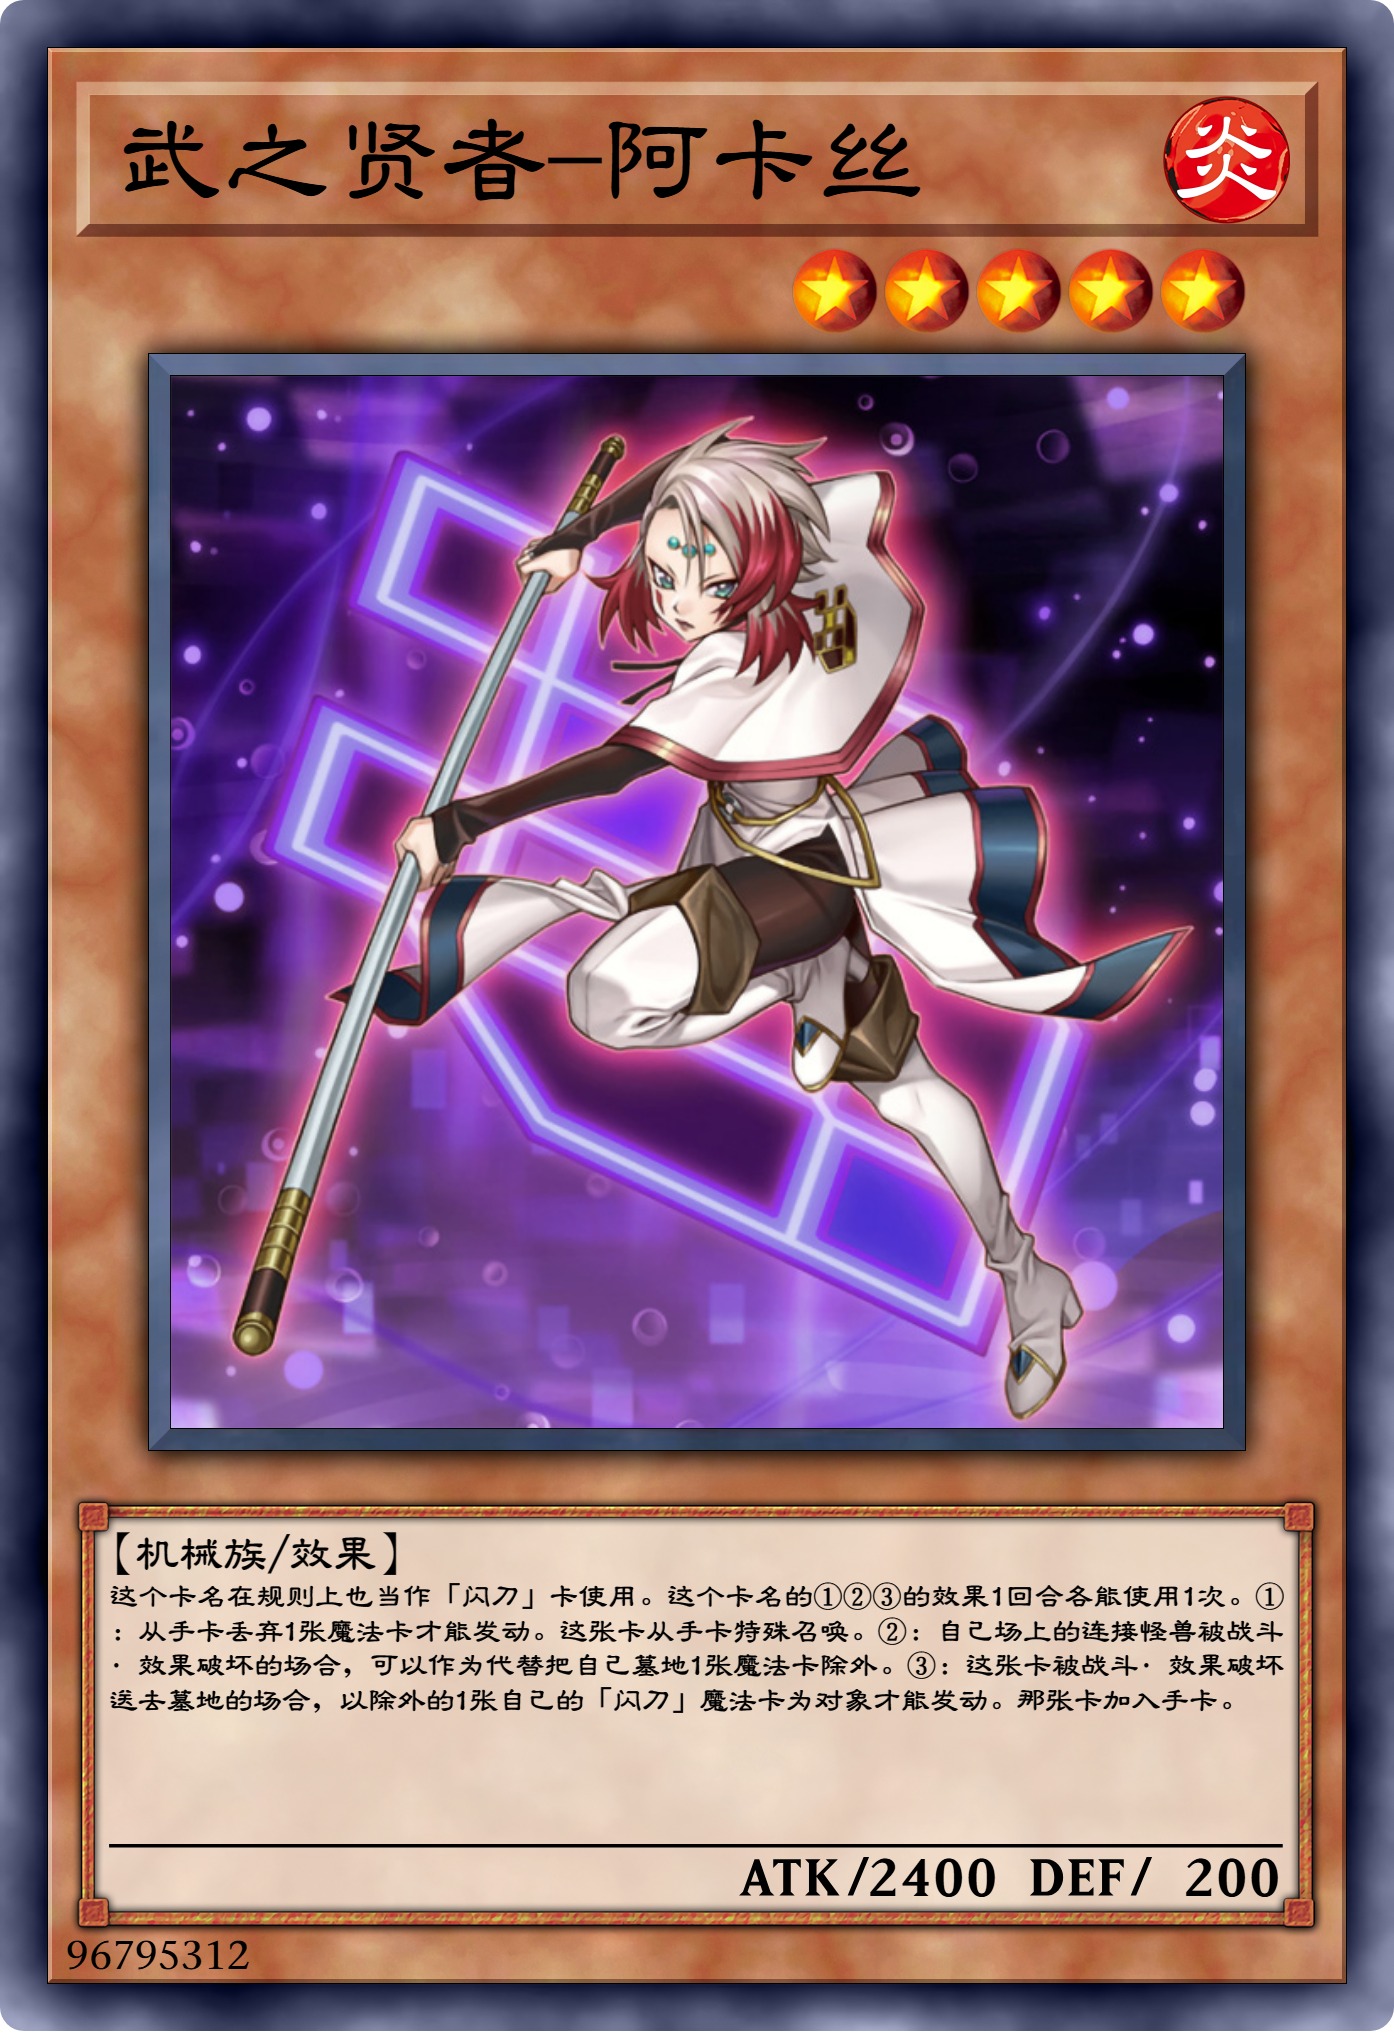 武之贤者-阿卡丝
炎
【机械族/效果】
这个卡名在规则上也当作「闪刀」卡使用。这个卡名的①②③的效果1回合各能使用1次。①
：从手卡丢弃1张魔法卡才能发动。这张卡从手卡特殊召唤。②：自己场上的连接怪兽被战斗
·效果破坏的场合，可以作为代替把自己墓地1张魔法卡除外。③：这张卡被战斗·效果破坏
送去墓地的场合，以除外的1张自己的「闪刀」魔法卡为对象才能发动。那张卡加入手卡。
ATK/2400 DEF/ 200
96795312